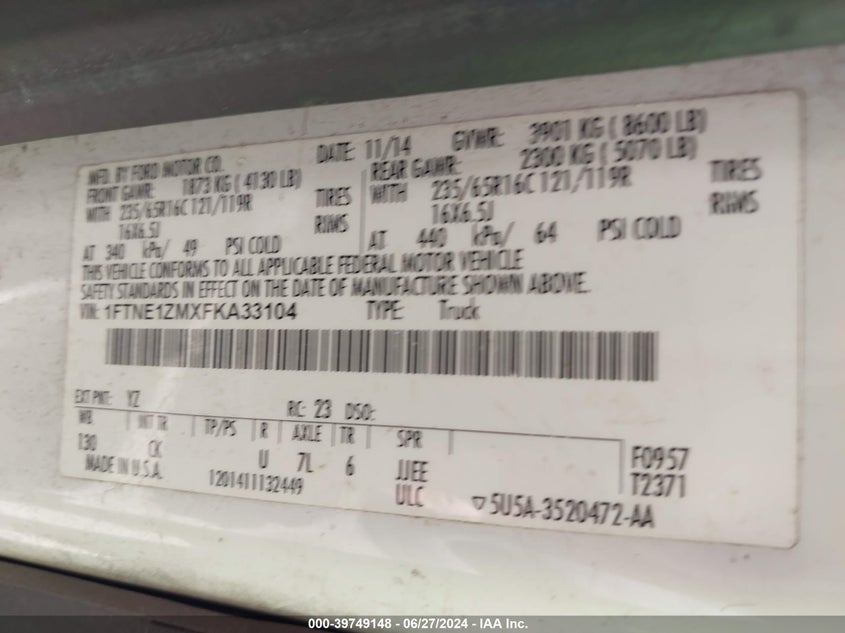 MFD. BY FORD MOTOR CO.
DATE: 11/14 GVWR: 3901 KG ( 8600 LB)
FRONT GAWR: 1873 KG ( 4130 LB)
REAR GAWR: 2300 KG ( 5070 LB)
WITH 235/65R16C 121/119R TIRES
WITH 235/65R16C 121/119R TIRES
16X6.5J RIMS
16X6.5J RIMS
AT 340 kPa/ 49 PSI COLD
AT 440 kPa/ 64 PSI COLD
THIS VEHICLE CONFORMS TO ALL APPLICABLE FEDERAL MOTOR VEHICLE
SAFETY STANDARDS IN EFFECT ON THE DATE OF MANUFACTURE SHOWN ABOVE.
VIN: 1FTNE1ZMXFKA33104 TYPE: Truck
EXT PNT: YZ RC: 23 DSO:
WB INT TR TP/PS R AXLE TR SPR
130 CK U 7L 6 JJEE
F0957
MADE IN U.S.A. 1201411132449 ULC
T2371
▽5U5A-3520472-AA
000-39749148 - 06/27/2024 - IAA Inc.